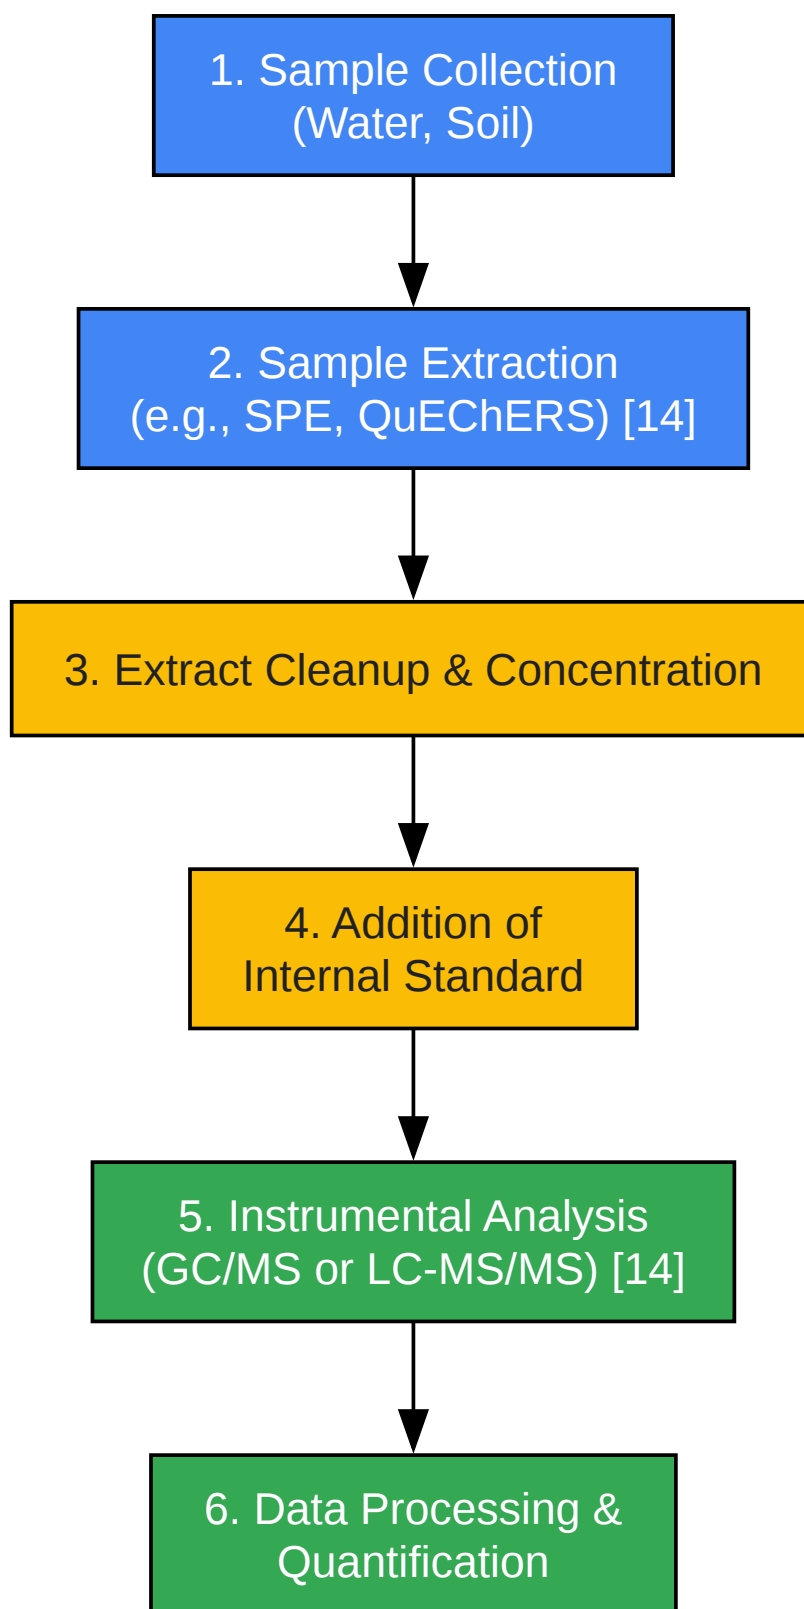 1. Sample Collection
(Water, Soil)
2. Sample Extraction
(e.g., SPE, QuEChERS) [14]
3. Extract Cleanup & Concentration
4. Addition of
Internal Standard
5. Instrumental Analysis
(GC/MS or LC-MS/MS) [14]
6. Data Processing &
Quantification